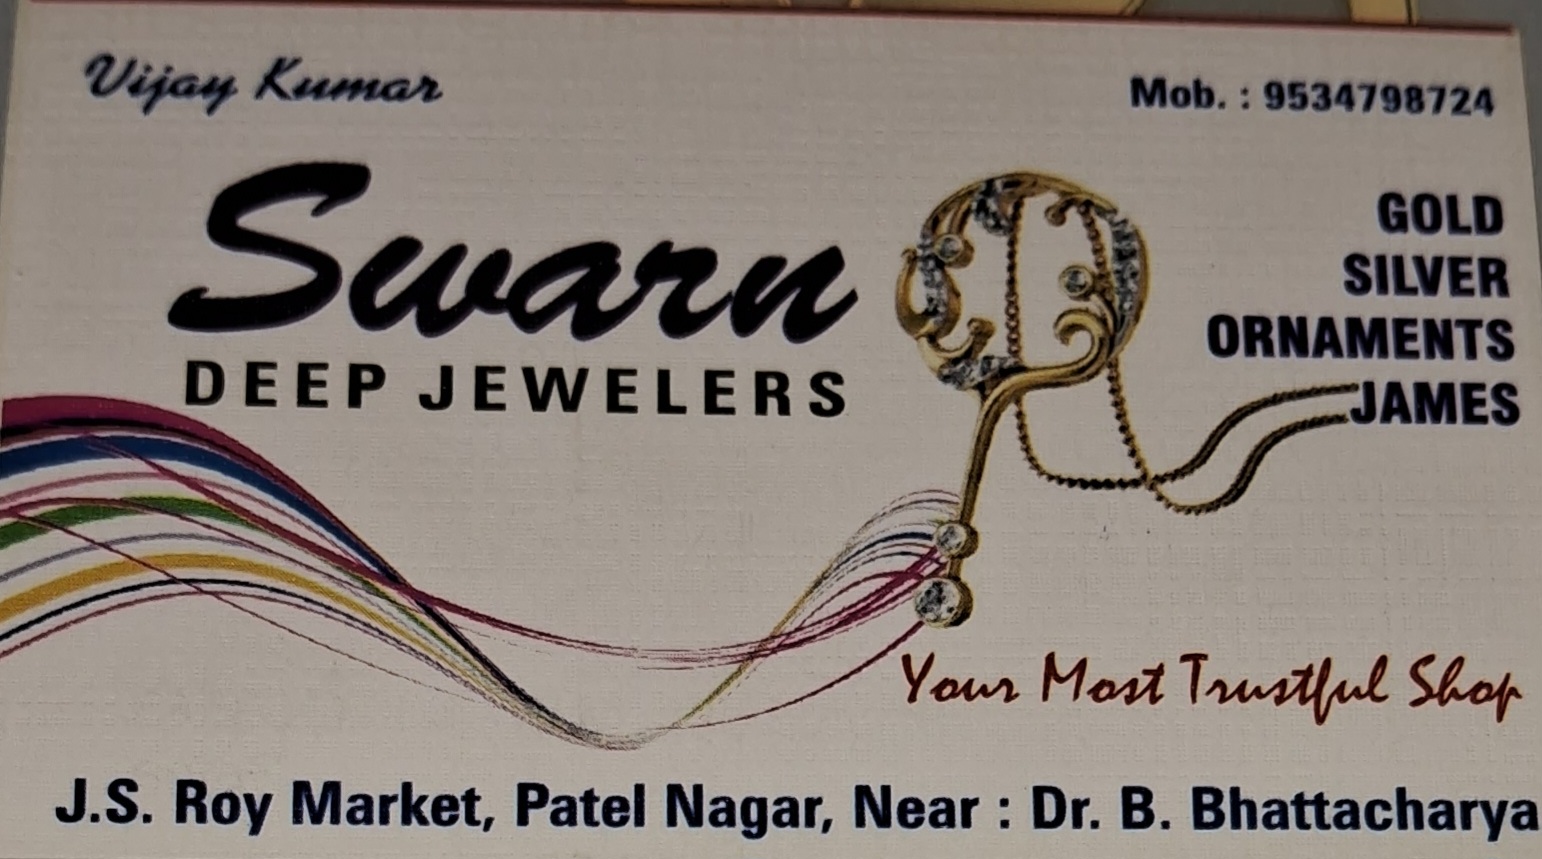 Vijay Kumar
Mob. : 9534798724
Swarn
DEEP JEWELERS
GOLD
SILVER
ORNAMENTS
JAMES
Your Most Trustful Shop
J.S. Roy Market, Patel Nagar, Near : Dr. B. Bhattacharya